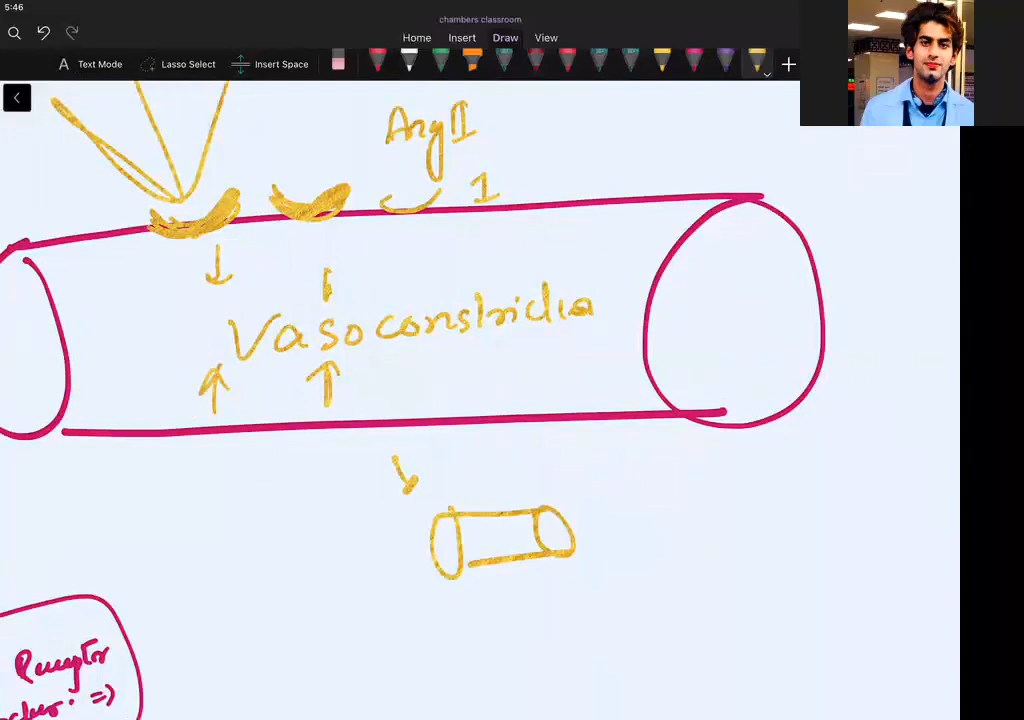 5:46
chambers classroom
Home Insert Draw View
Text Mode Lasso Select Insert Space
Ang II
1
Vasoconstriction
Receptor
=>